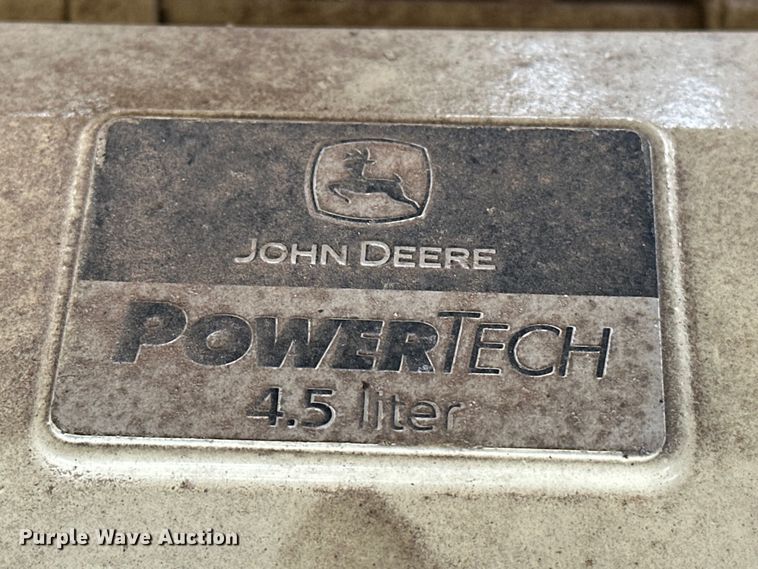 JOHN DEERE
POWERTECH
4.5 liter
Purple Wave Auction